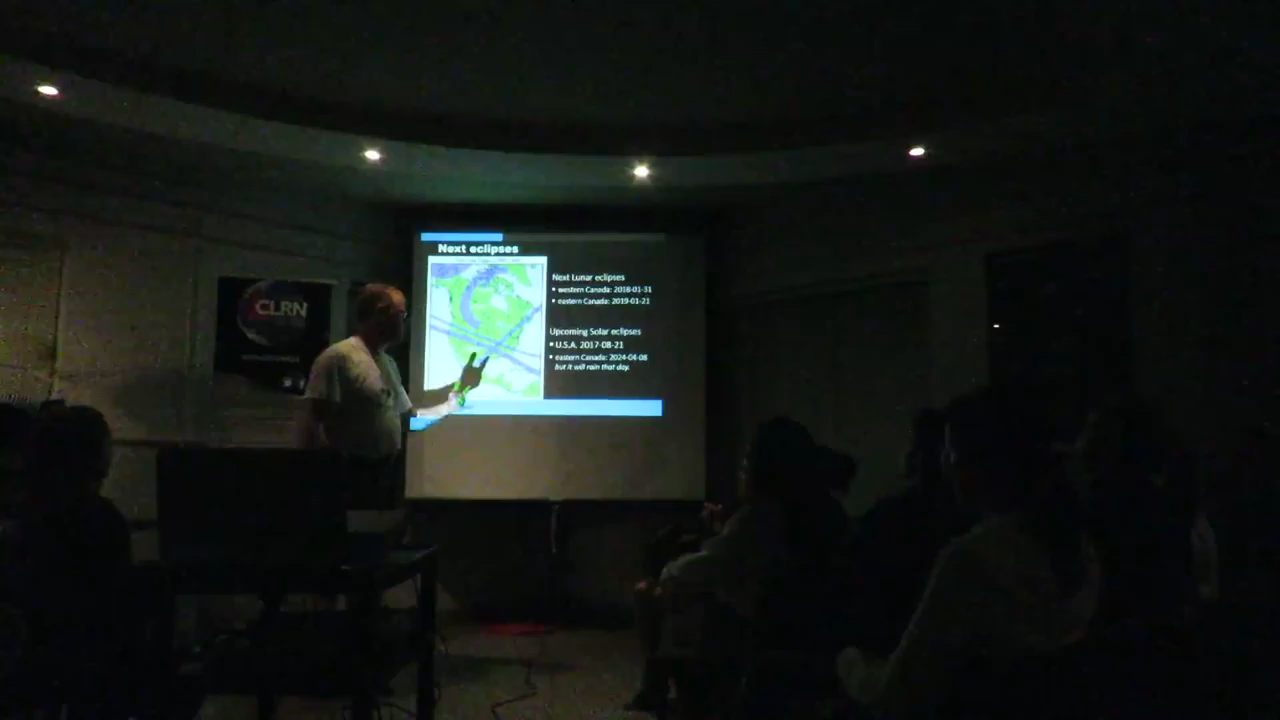 Next eclipses
Next Lunar eclipses
• western Canada: 2018-01-31
• eastern Canada: 2019-01-21
CLRN
Upcoming Solar eclipses
• U.S.A. 2017-08-21
• eastern Canada: 2024-04-08
but it will rain that day.